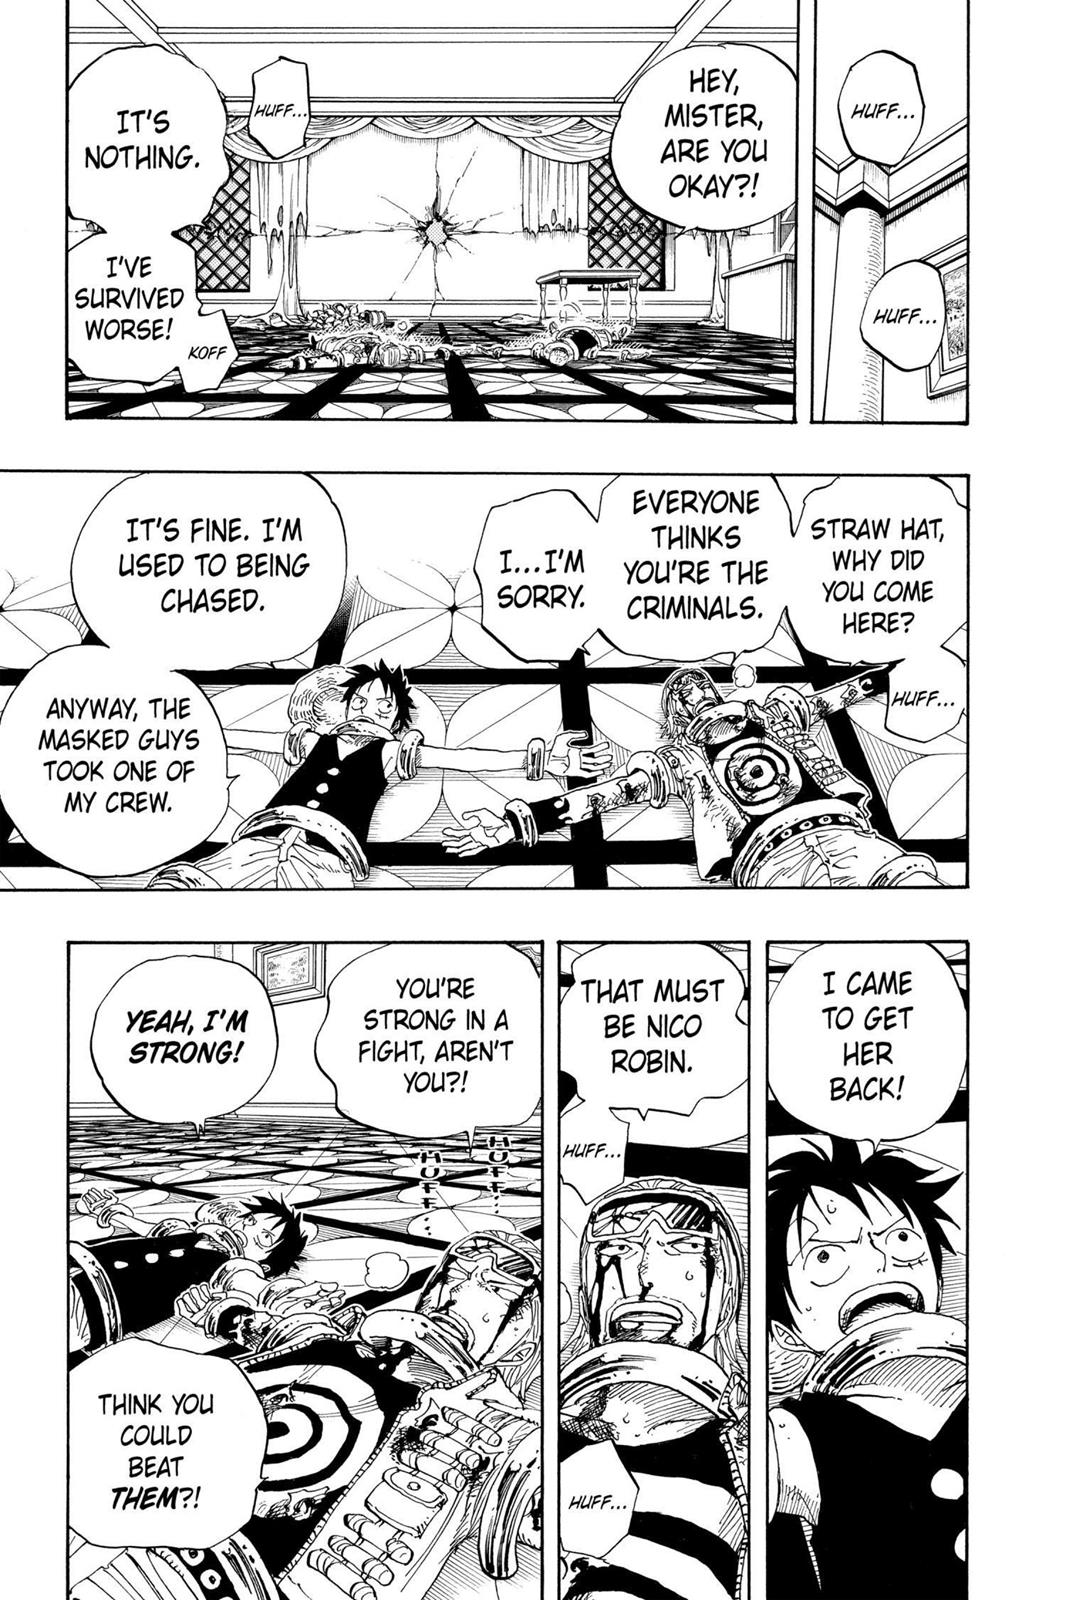 HUFF...
HUFF...
HEY,
MISTER,
ARE YOU
OKAY?!
HUFF...
IT'S
NOTHING.
I'VE
SURVIVED
WORSE!
KOFF
STRAW HAT,
WHY DID
YOU COME
HERE?
HUFF...
EVERYONE
THINKS
YOU'RE THE
CRIMINALS.
I...I'M
SORRY.
IT'S FINE. I'M
USED TO BEING
CHASED.
ANYWAY, THE
MASKED GUYS
TOOK ONE OF
MY CREW.
I CAME
TO GET
HER
BACK!
THAT MUST
BE NICO
ROBIN.
HUFF...
HUFF...
YOU'RE
STRONG IN A
FIGHT, AREN'T
YOU?!
HUFF...
HUFF...
YEAH, I'M
STRONG!
THINK YOU
COULD
BEAT
THEM?!